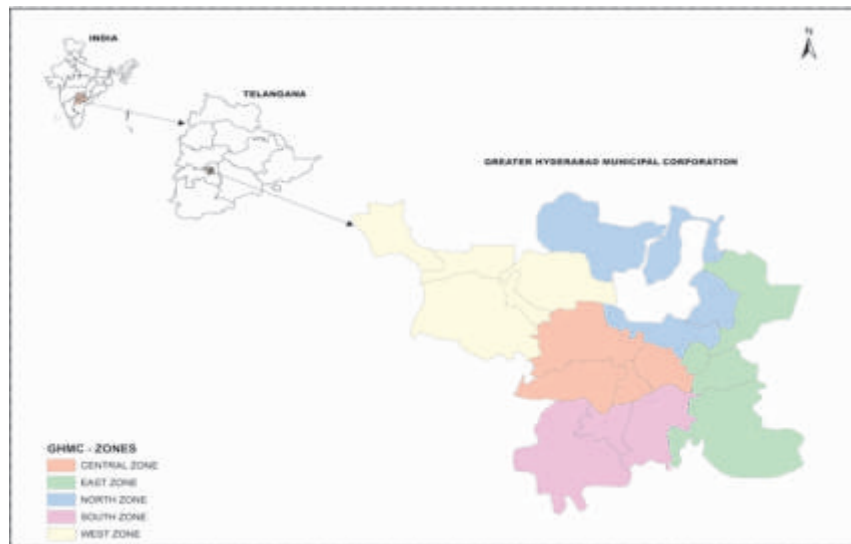 INDIA
N
TELANGANA
GREATER HYDERABAD MUNICIPAL CORPORATION
GHMC - ZONES
CENTRAL ZONE
EAST ZONE
NORTH ZONE
SOUTH ZONE
WEST ZONE